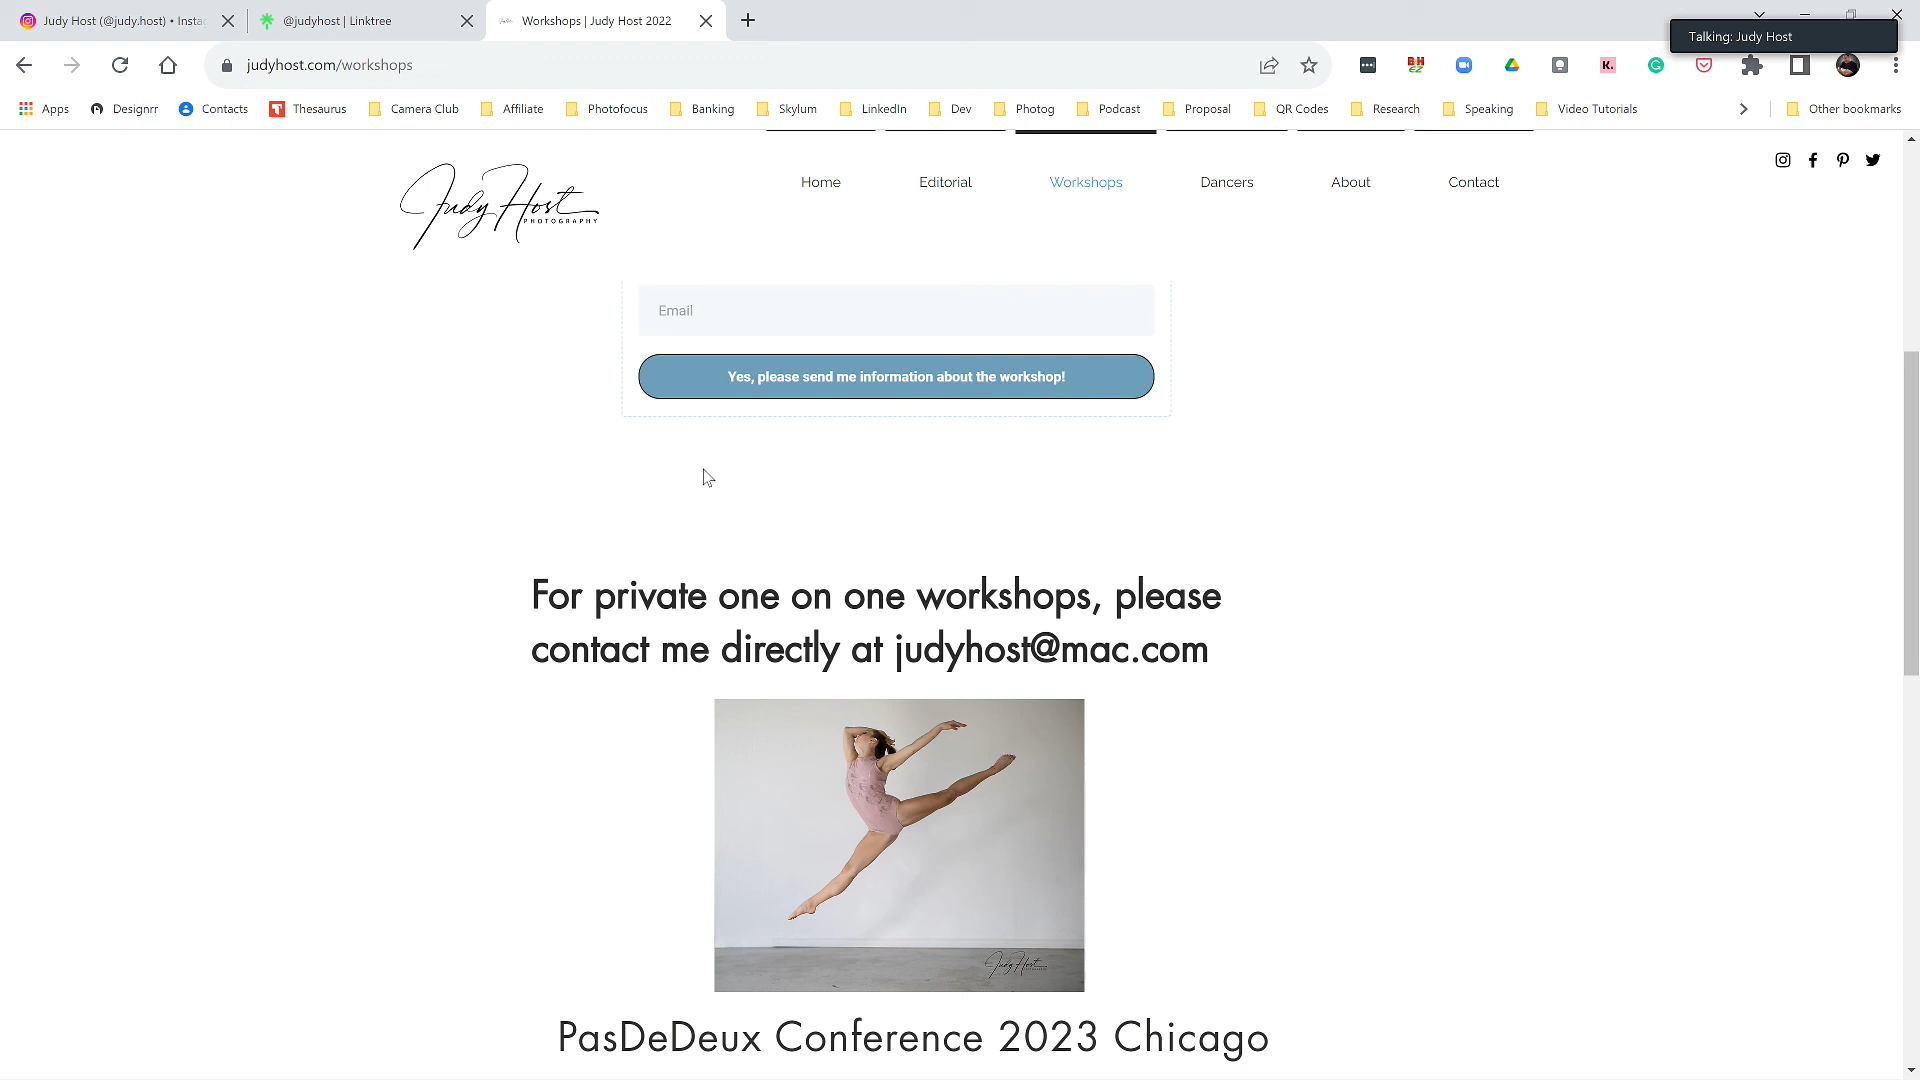 Judy Host (@judy.host) • Insta
@judyhost | Linktree
Workshops | Judy Host 2022
Talking: Judy Host
judyhost.com/workshops
Apps
Designrr
Contacts
Thesaurus
Camera Club
Affiliate
Photofocus
Banking
Skylum
LinkedIn
Dev
Photog
Podcast
Proposal
QR Codes
Research
Speaking
Video Tutorials
Other bookmarks
Judy Host
PHOTOGRAPHY
Home
Editorial
Workshops
Dancers
About
Contact
Email
Yes, please send me information about the workshop!
For private one on one workshops, please
contact me directly at judyhost@mac.com
Judy Host
PasDeDeux Conference 2023 Chicago